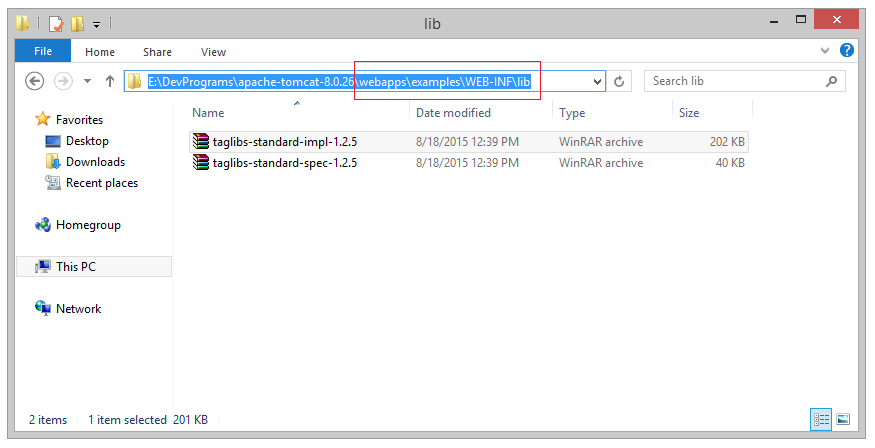 lib
File Home Share View
E:\DevPrograms\apache-tomcat-8.0.26\webapps\examples\WEB-INF\lib Search lib
Name Date modified Type Size
Favorites
Desktop
Downloads
Recent places
Homegroup
This PC
Network
taglibs-standard-impl-1.2.5 8/18/2015 12:39 PM WinRAR archive 202 KB
taglibs-standard-spec-1.2.5 8/18/2015 12:39 PM WinRAR archive 40 KB
2 items 1 item selected 201 KB